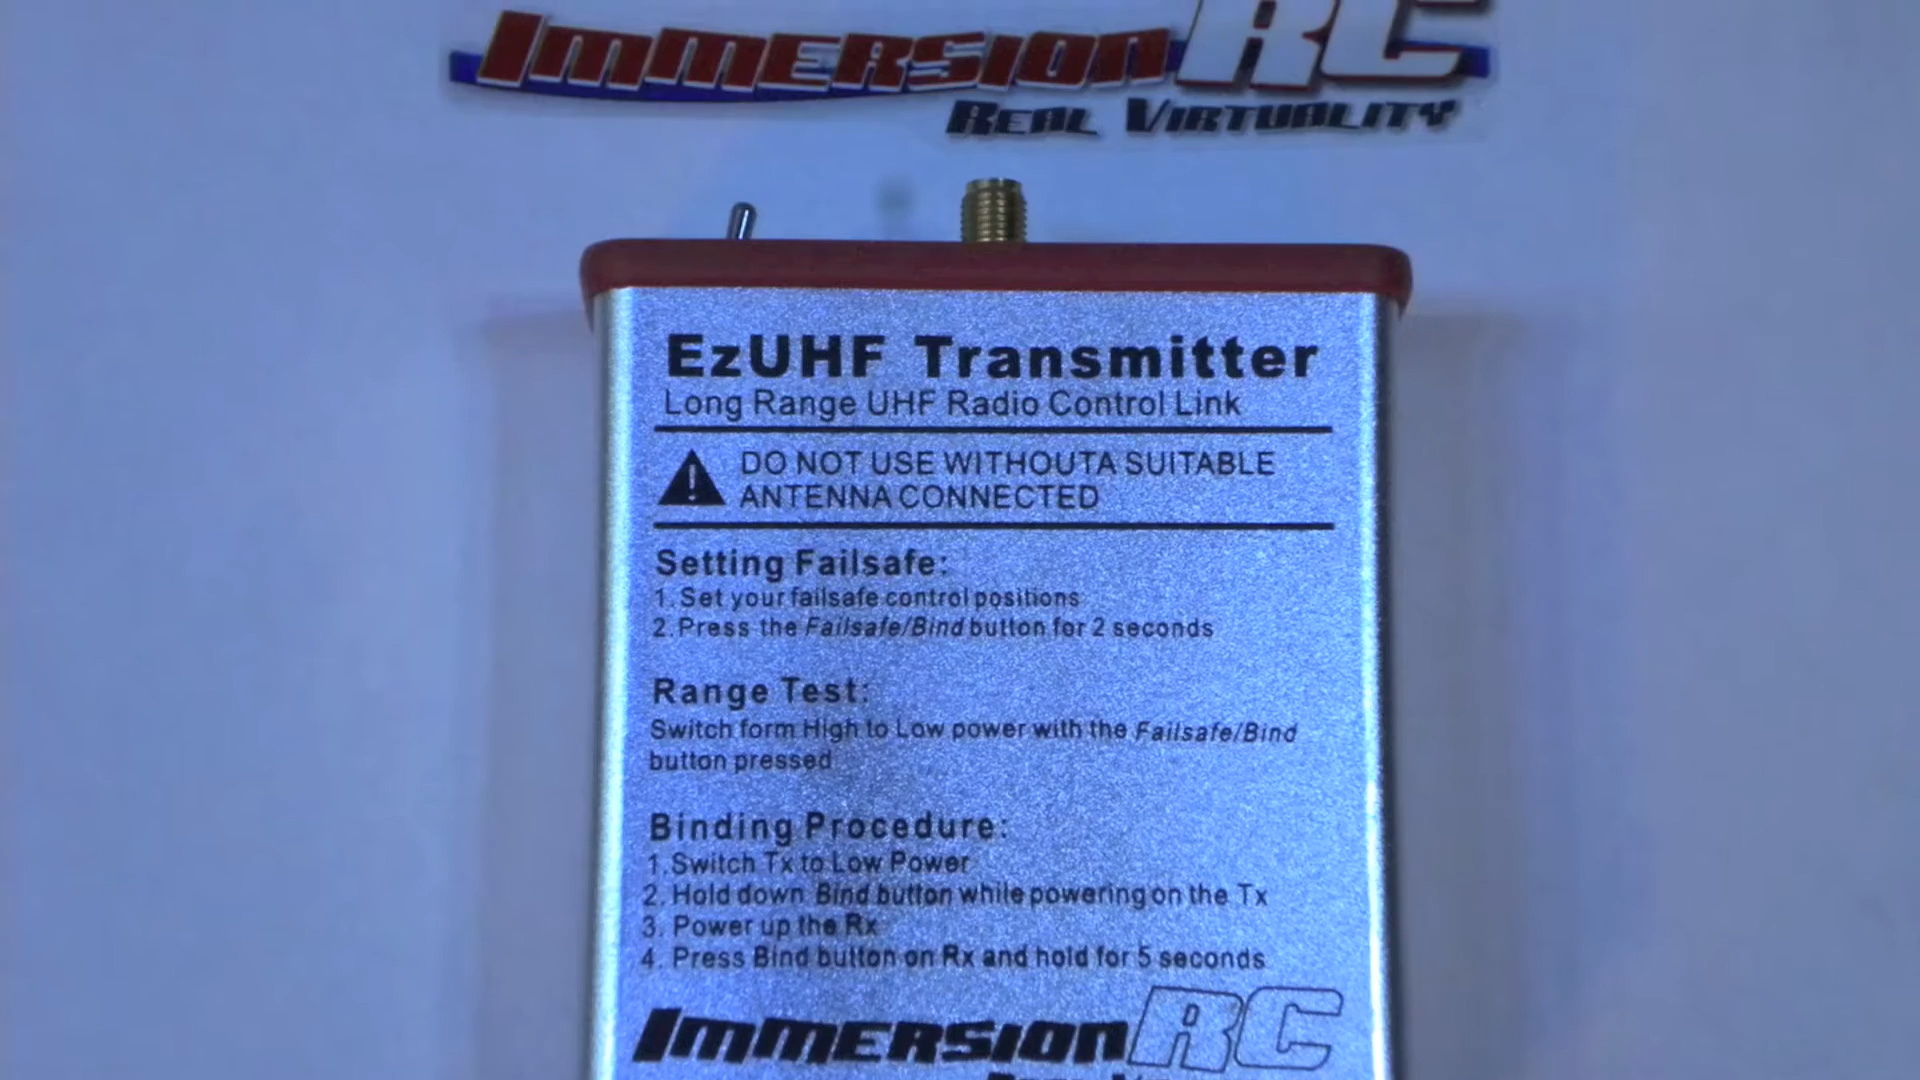 ImmersionRC
Real Virtuality
EzUHF Transmitter
Long Range UHF Radio Control Link
DO NOT USE WITHOUT A SUITABLE
ANTENNA CONNECTED
Setting Failsafe:
1. Set your failsafe control positions
2. Press the Failsafe/Bind button for 2 seconds
Range Test:
Switch form High to Low power with the Failsafe/Bind
button pressed
Binding Procedure:
1. Switch Tx to Low Power
2. Hold down Bind button while powering on the Tx
3. Power up the Rx
4. Press Bind button on Rx and hold for 5 seconds
ImmersionRC